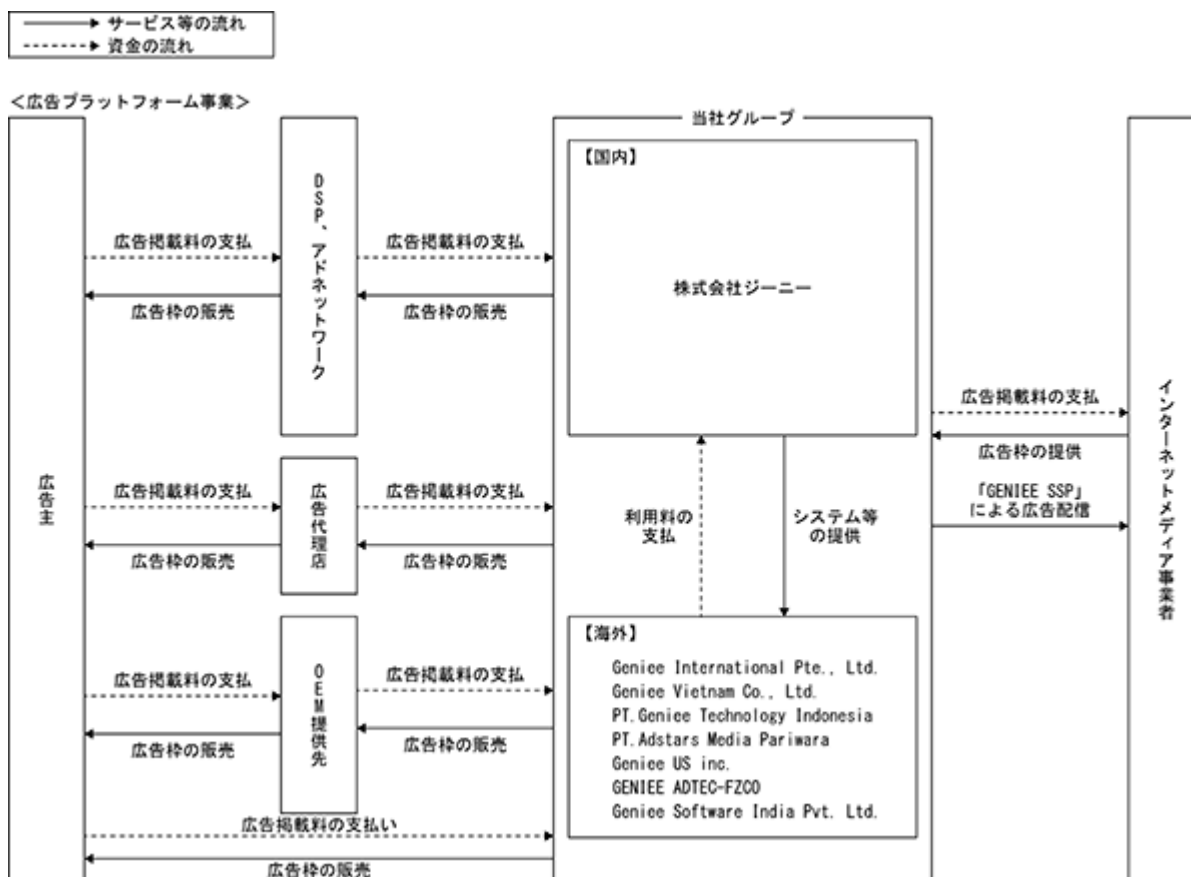 サービス等の流れ
資金の流れ
＜広告プラットフォーム事業＞
広告主
広告掲載料の支払
広告枠の販売
DSP、アドネットワーク
広告掲載料の支払
広告枠の販売
広告掲載料の支払
広告枠の販売
広告代理店
広告掲載料の支払
広告枠の販売
広告掲載料の支払
広告枠の販売
OEM提供先
広告掲載料の支払
広告枠の販売
広告掲載料の支払い
広告枠の販売
当社グループ
【国内】
株式会社ジーニー
利用料の
支払
システム等
の提供
【海外】
Geniee International Pte., Ltd.
Geniee Vietnam Co., Ltd.
PT.Geniee Technology Indonesia
PT.Adstars Media Pariwara
Geniee US inc.
GENIEE ADTEC-FZCO
Geniee Software India Pvt. Ltd.
広告掲載料の支払
広告枠の提供
「GENIEE SSP」
による広告配信
インターネットメディア事業者